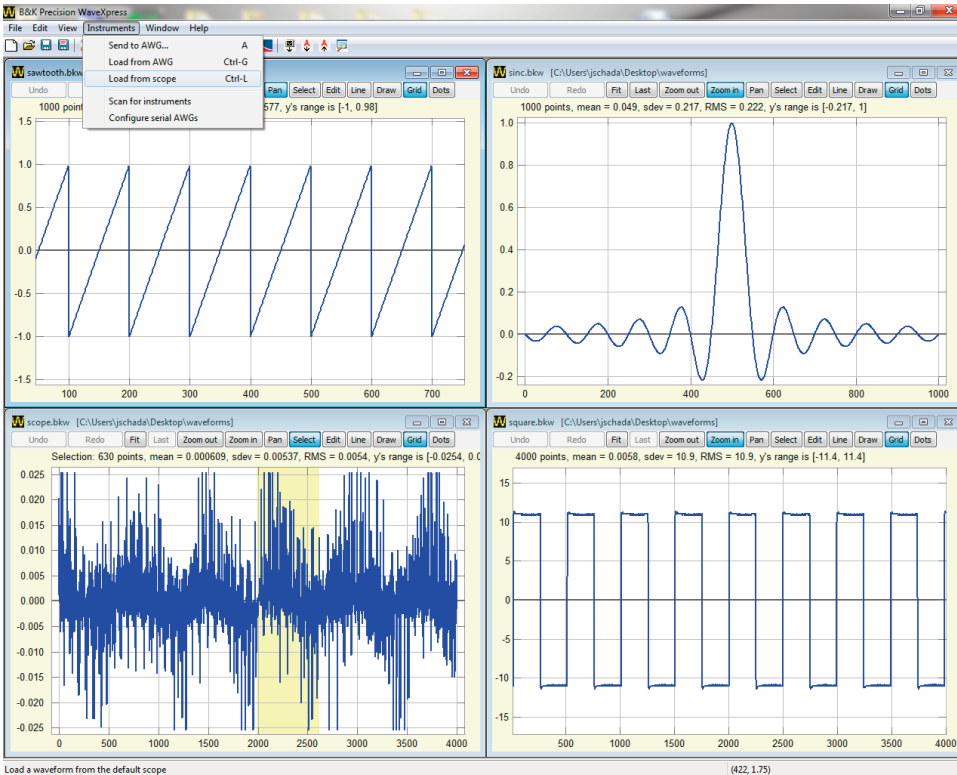 B&K Precision WaveXpress
File Edit View Instruments Window Help
Send to AWG... A
Load from AWG Ctrl-G
Load from scope Ctrl-L
Scan for instruments
Configure serial AWGs
sawtooth.bkw
Undo Pan Select Edit Line Draw Grid Dots
1000 point 577, y's range is [-1, 0.98]
1.5
1.0
0.5
0.0
-0.5
-1.0
-1.5
100 200 300 400 500 600 700
sinc.bkw [C:\Users\jschada\Desktop\waveforms]
Undo Redo Fit Last Zoom out Zoom in Pan Select Edit Line Draw Grid Dots
1000 points, mean = 0.049, sdev = 0.217, RMS = 0.222, y's range is [-0.217, 1]
1.0
0.8
0.6
0.4
0.2
0.0
-0.2
0 200 400 600 800 1000
scope.bkw [C:\Users\jschada\Desktop\waveforms]
Undo Redo Fit Last Zoom out Zoom in Pan Select Edit Line Draw Grid Dots
Selection: 630 points, mean = 0.000609, sdev = 0.00537, RMS = 0.0054, y's range is [-0.0254, 0.0
0.025
0.020
0.015
0.010
0.005
0.000
-0.005
-0.010
-0.015
-0.020
-0.025
0 500 1000 1500 2000 2500 3000 3500 4000
square.bkw [C:\Users\jschada\Desktop\waveforms]
Undo Redo Fit Last Zoom out Zoom in Pan Select Edit Line Draw Grid Dots
4000 points, mean = 0.0058, sdev = 10.9, RMS = 10.9, y's range is [-11.4, 11.4]
15
10
5
0
-5
-10
-15
500 1000 1500 2000 2500 3000 3500 4000
Load a waveform from the default scope (422, 1.75)